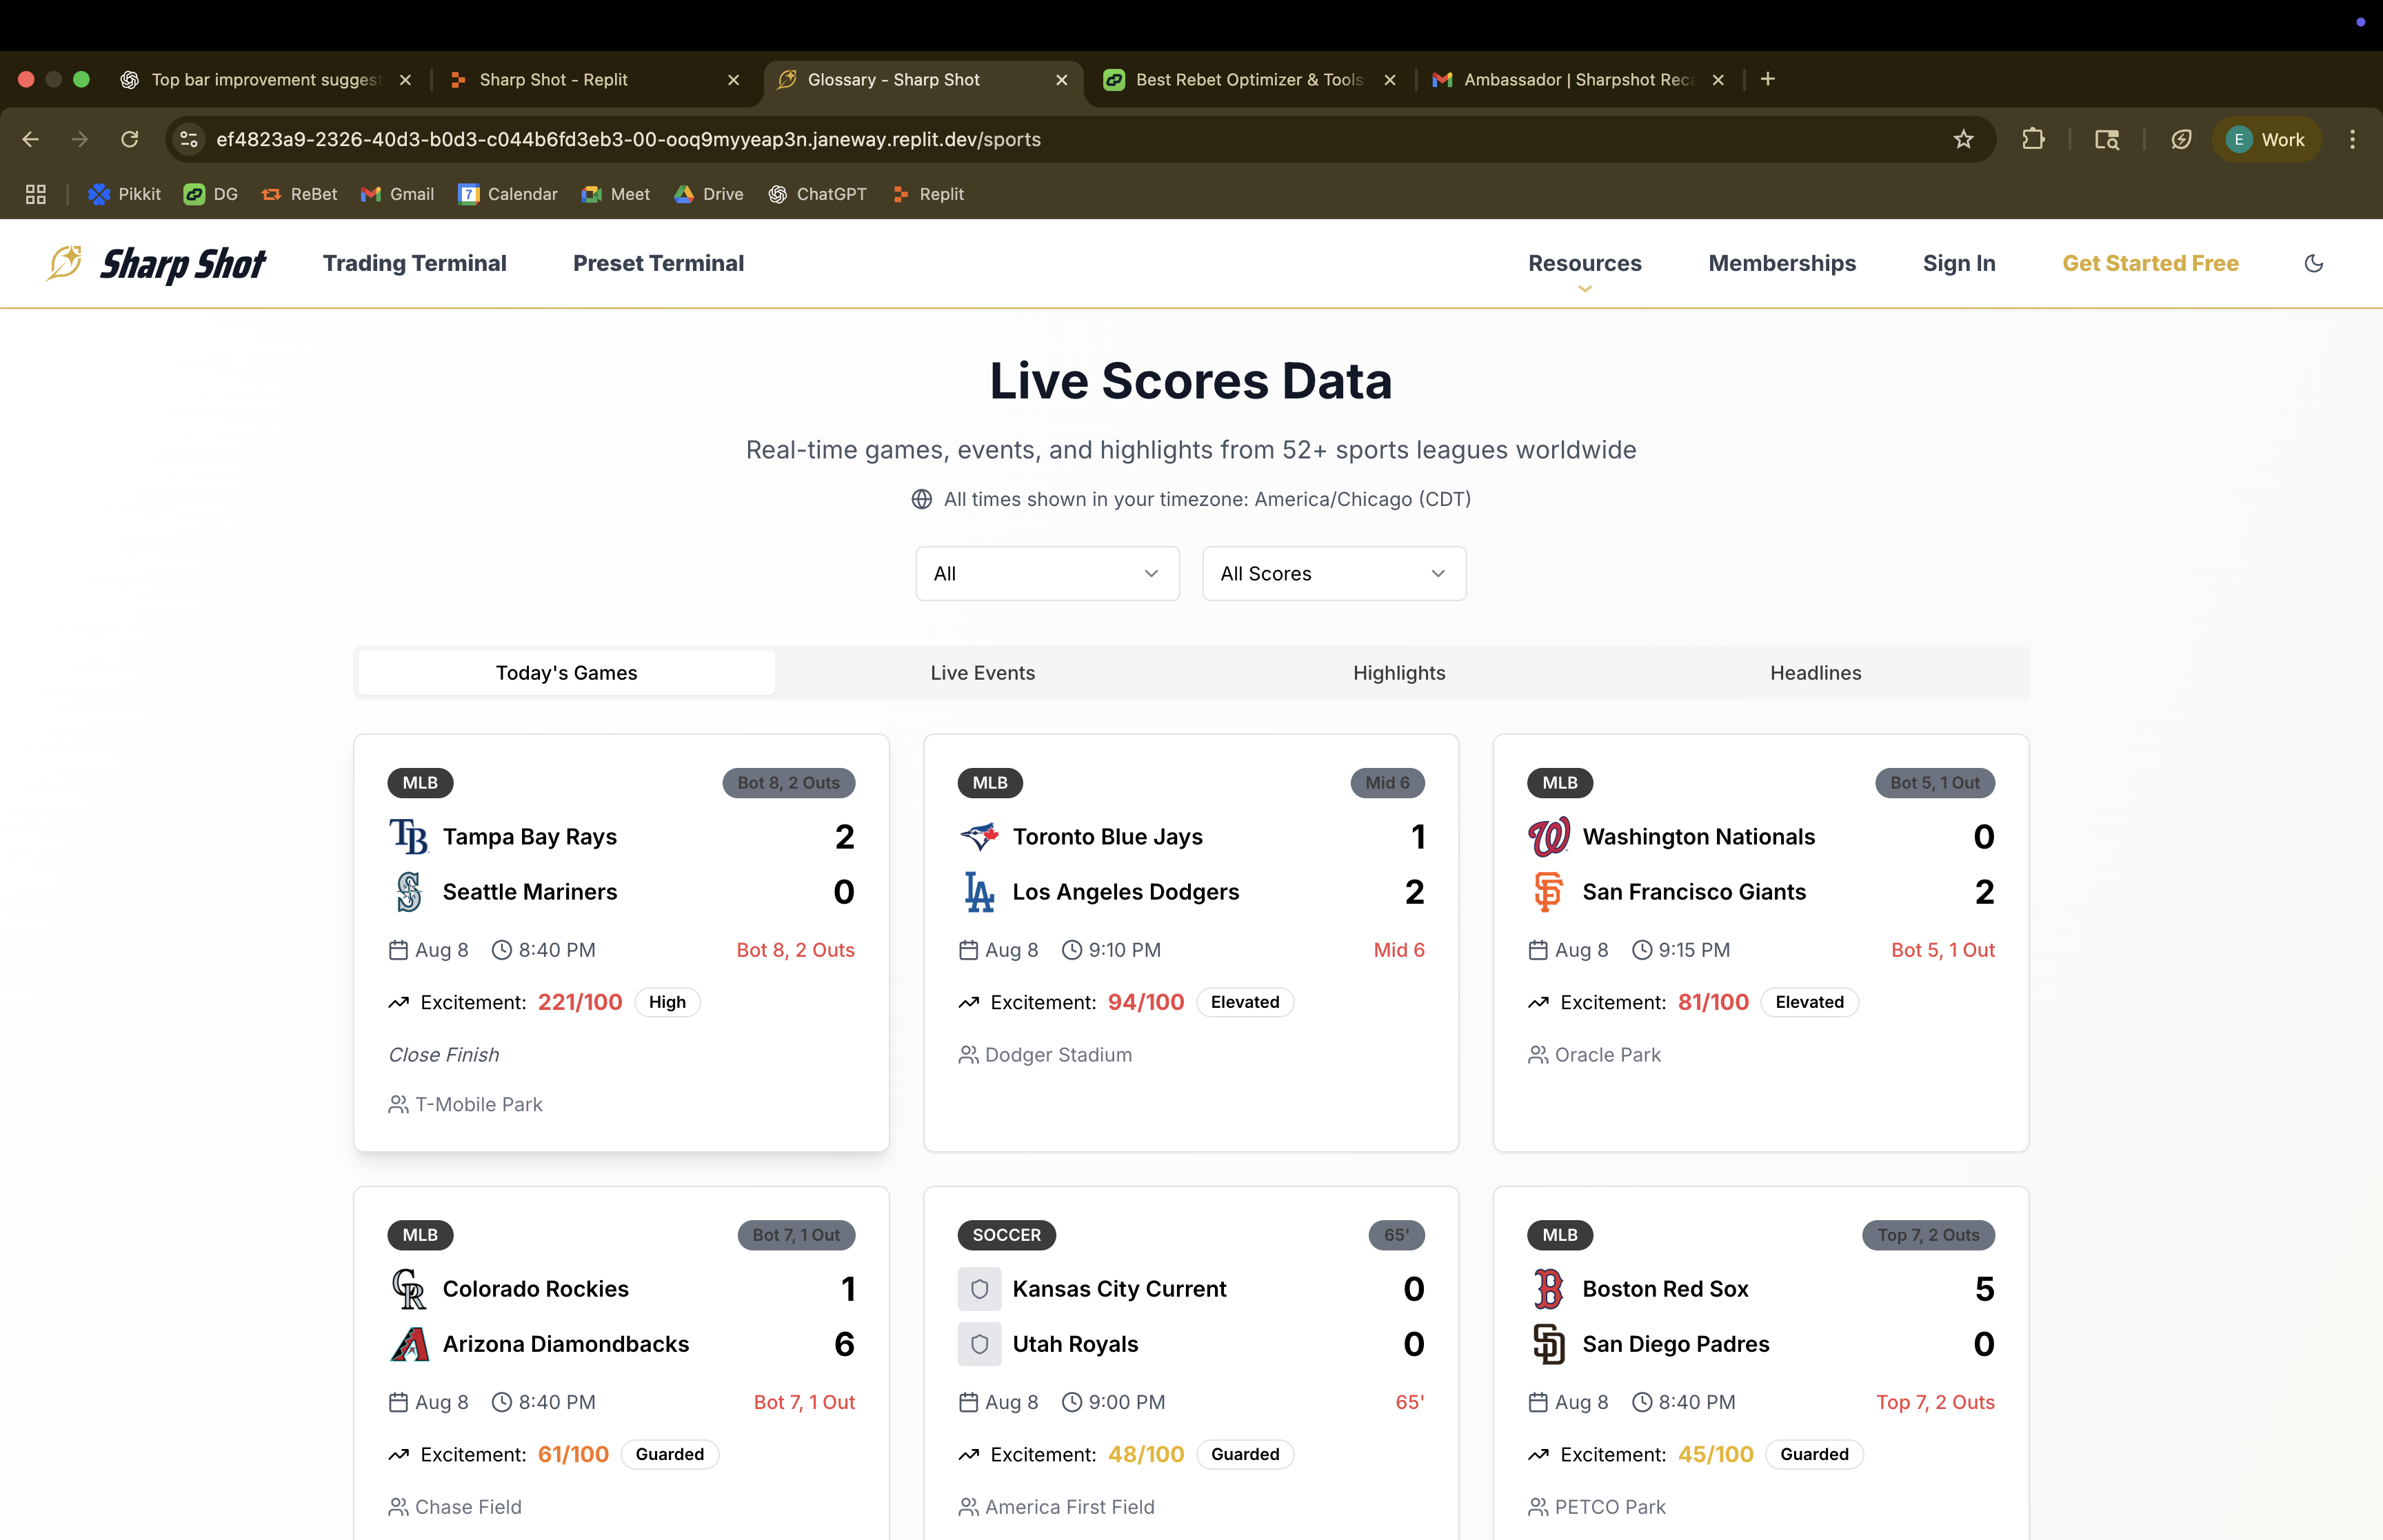 Top bar improvement sugges
Sharp Shot - Replit
Glossary - Sharp Shot
Best Rebet Optimizer & Tools
Ambassador | Sharpshot Rec
ef4823a9-2326-40d3-b0d3-c044b6fd3eb3-00-ooq9myyeap3n.janeway.replit.dev/sports
E Work
Pikkit DG ReBet Gmail 7 Calendar Meet Drive ChatGPT Replit
Sharp Shot Trading Terminal Preset Terminal Resources Memberships Sign In Get Started Free
Live Scores Data
Real-time games, events, and highlights from 52+ sports leagues worldwide
All times shown in your timezone: America/Chicago (CDT)
All All Scores
Today's Games Live Events Highlights Headlines
MLB Bot 8, 2 Outs
TB Tampa Bay Rays 2
S Seattle Mariners 0
Aug 8 8:40 PM Bot 8, 2 Outs
Excitement: 221/100 High
Close Finish
T-Mobile Park
MLB Mid 6
Toronto Blue Jays 1
LA Los Angeles Dodgers 2
Aug 8 9:10 PM Mid 6
Excitement: 94/100 Elevated
Dodger Stadium
MLB Bot 5, 1 Out
W Washington Nationals 0
SF San Francisco Giants 2
Aug 8 9:15 PM Bot 5, 1 Out
Excitement: 81/100 Elevated
Oracle Park
MLB Bot 7, 1 Out
CR Colorado Rockies 1
A Arizona Diamondbacks 6
Aug 8 8:40 PM Bot 7, 1 Out
Excitement: 61/100 Guarded
Chase Field
SOCCER 65'
Kansas City Current 0
Utah Royals 0
Aug 8 9:00 PM 65'
Excitement: 48/100 Guarded
America First Field
MLB Top 7, 2 Outs
B Boston Red Sox 5
SD San Diego Padres 0
Aug 8 8:40 PM Top 7, 2 Outs
Excitement: 45/100 Guarded
PETCO Park